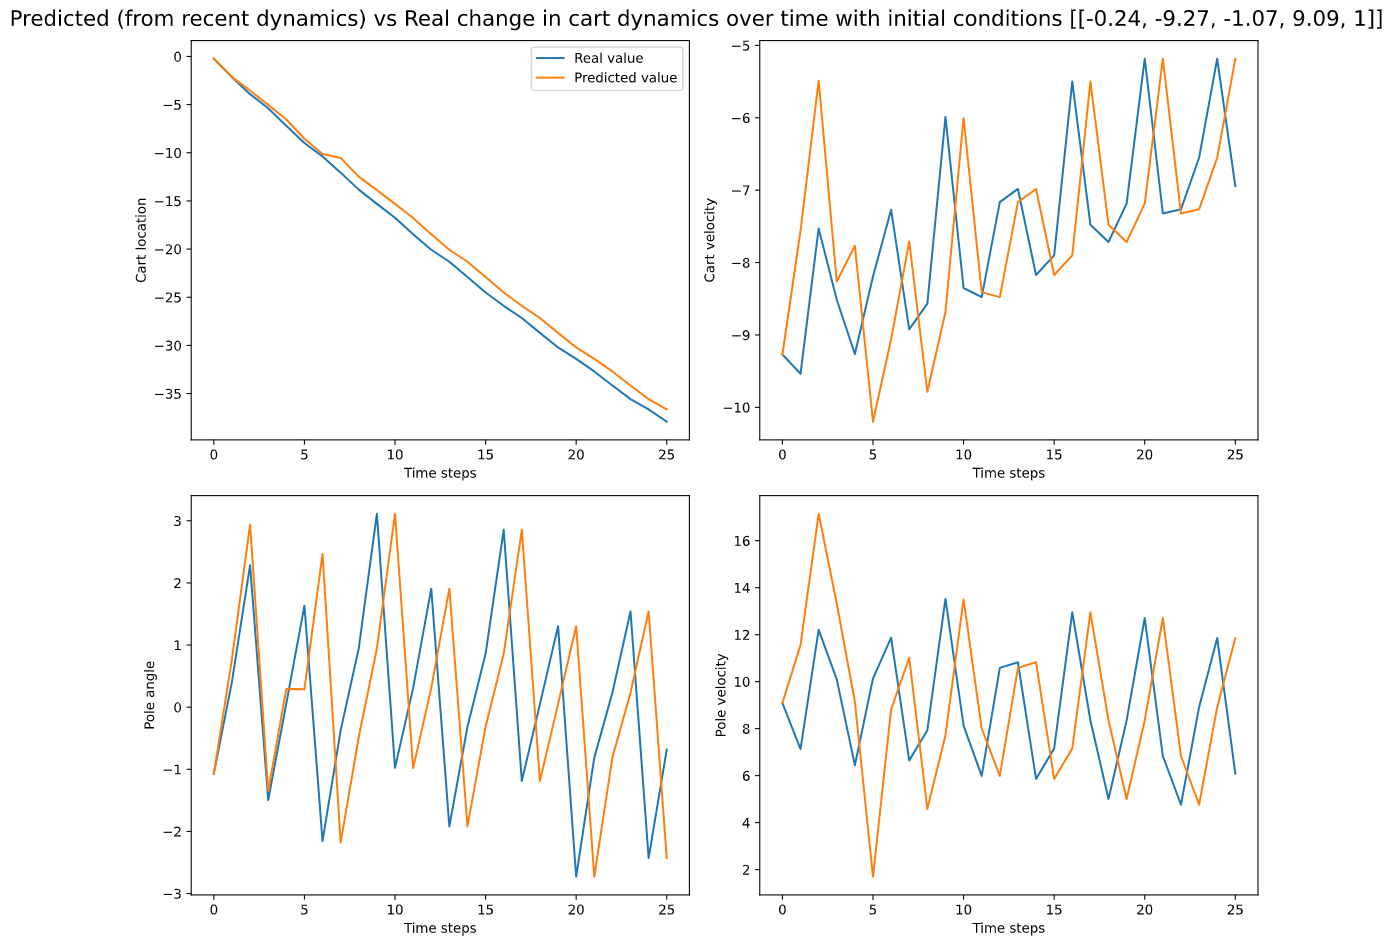 Predicted (from recent dynamics) vs Real change in cart dynamics over time with initial conditions [[-0.24, -9.27, -1.07, 9.09, 1]]
Real value
Predicted value
Cart location
0
−5
−10
−15
−20
−25
−30
−35
0 5 10 15 20 25
Time steps
Cart velocity
−5
−6
−7
−8
−9
−10
0 5 10 15 20 25
Time steps
Pole angle
3
2
1
0
−1
−2
−3
0 5 10 15 20 25
Time steps
Pole velocity
16
14
12
10
8
6
4
2
0 5 10 15 20 25
Time steps